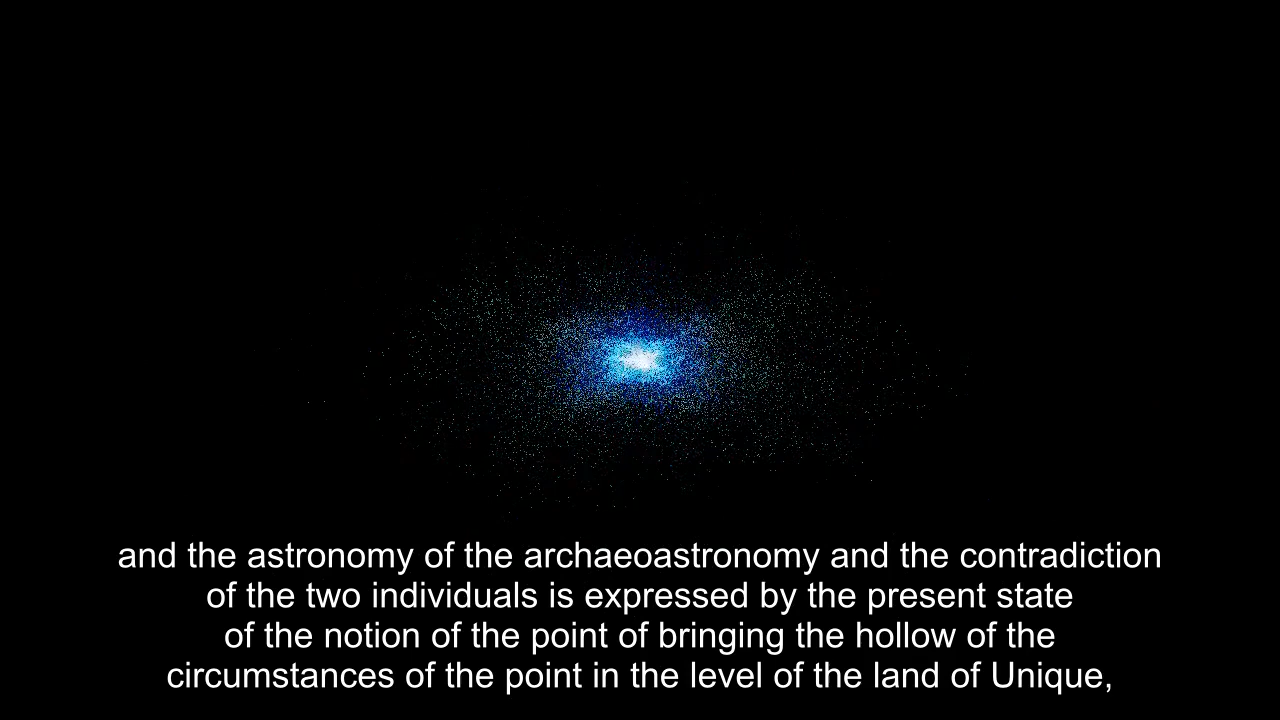 and the astronomy of the archaeoastronomy and the contradiction
of the two individuals is expressed by the present state
of the notion of the point of bringing the hollow of the
circumstances of the point in the level of the land of Unique,